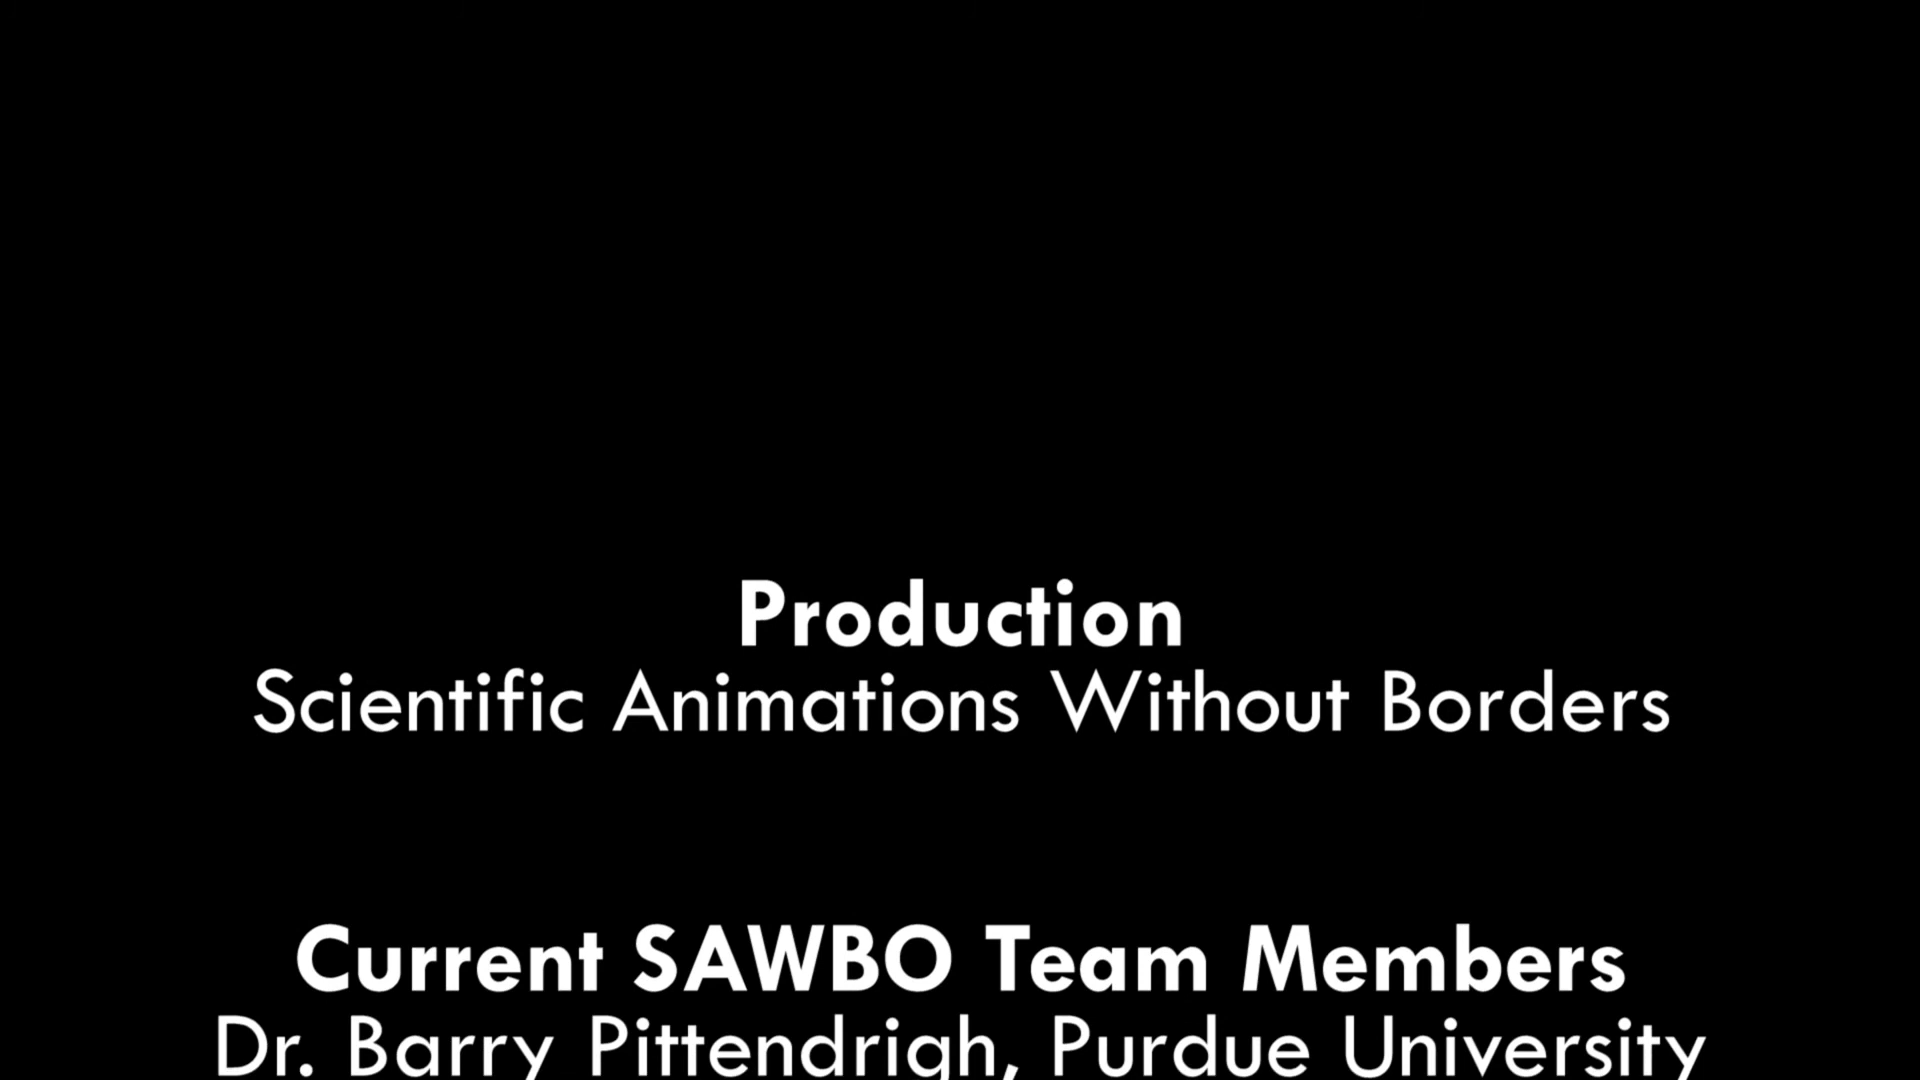 Production
Scientific Animations Without Borders
Current SAWBO Team Members
Dr. Barry Pittendrigh, Purdue University